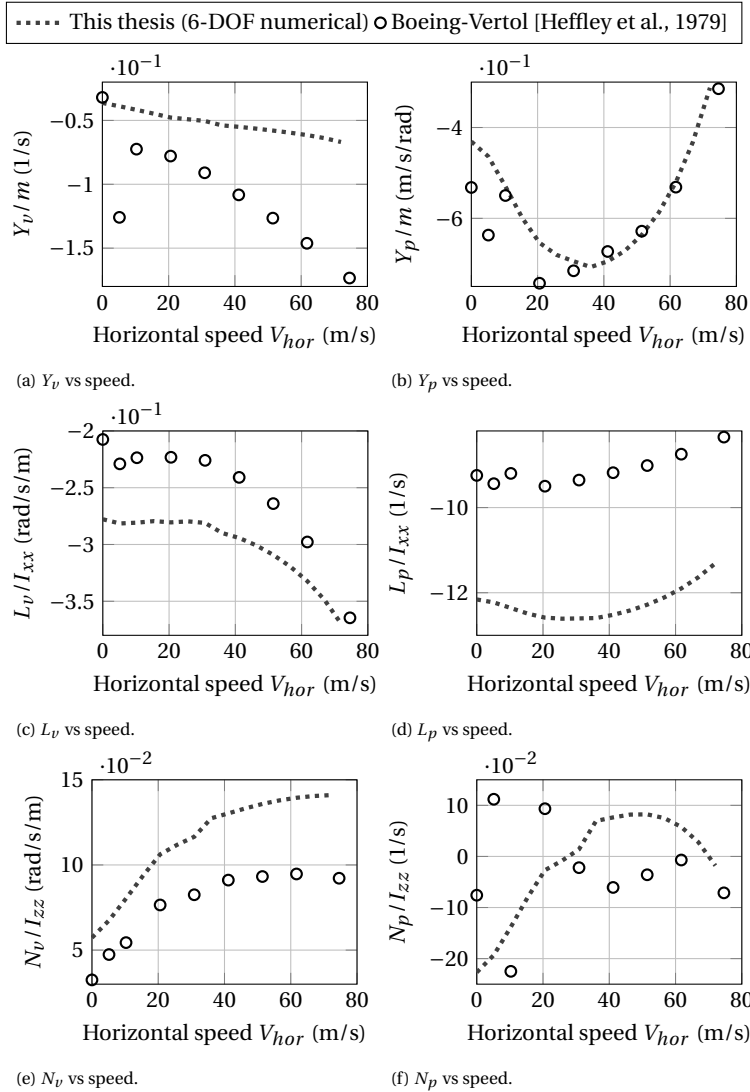 This thesis (6-DOF numerical) Boeing-Vertol [Heffley et al., 1979]
·10⁻¹
−0.5
−1
−1.5
Y_v/m (1/s)
0 20 40 60 80
Horizontal speed V_hor (m/s)
(a) Y_v vs speed.
·10⁻¹
−4
−6
Y_p/m (m/s/rad)
0 20 40 60 80
Horizontal speed V_hor (m/s)
(b) Y_p vs speed.
·10⁻¹
−2
−2.5
−3
−3.5
L_v/I_xx (rad/s/m)
0 20 40 60 80
Horizontal speed V_hor (m/s)
(c) L_v vs speed.
−10
−12
L_p/I_xx (1/s)
0 20 40 60 80
Horizontal speed V_hor (m/s)
(d) L_p vs speed.
·10⁻²
15
10
5
N_v/I_zz (rad/s/m)
0 20 40 60 80
Horizontal speed V_hor (m/s)
(e) N_v vs speed.
·10⁻²
10
0
−10
−20
N_p/I_zz (1/s)
0 20 40 60 80
Horizontal speed V_hor (m/s)
(f) N_p vs speed.